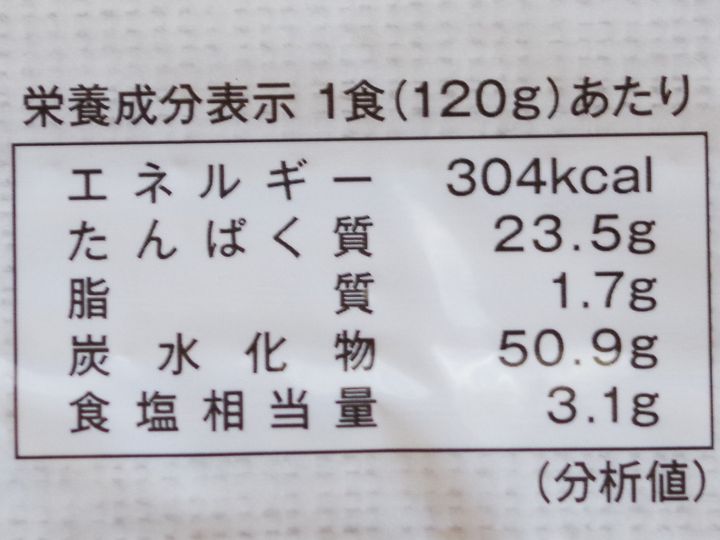 栄養成分表示 1食(120g)あたり
エネルギー 304kcal
たんぱく質 23.5g
脂質 1.7g
炭水化物 50.9g
食塩相当量 3.1g
(分析値)